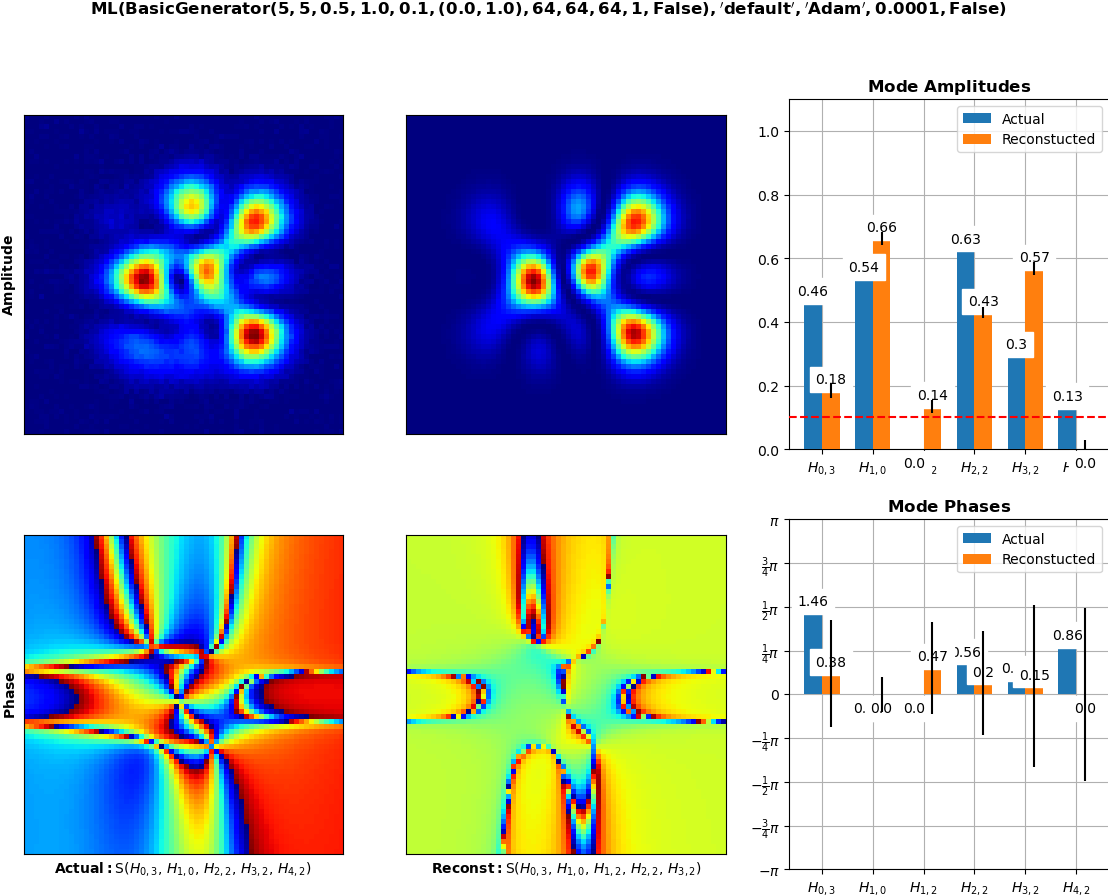 ML(BasicGenerator(5, 5, 0.5, 1.0, 0.1, (0.0, 1.0), 64, 64, 64, 1, False), ′default′, ′Adam′, 0.0001, False)
Amplitude
Mode Amplitudes
Actual
Reconstucted
1.0
0.8
0.6
0.4
0.2
0.0
0.46
0.18
0.54
0.66
0.0
0.14
0.63
0.43
0.3
0.57
0.13
0.0
H0,3
H1,0
2
H2,2
H3,2
Phase
Actual: S(H0,3, H1,0, H2,2, H3,2, H4,2)
Reconst: S(H0,3, H1,0, H1,2, H2,2, H3,2)
Mode Phases
Actual
Reconstucted
π
3/4π
1/2π
1/4π
0
−1/4π
−1/2π
−3/4π
−π
1.46
0.38
0.0
0.47
0.2
0.15
0.86
H0,3
H1,0
H1,2
H2,2
H3,2
H4,2